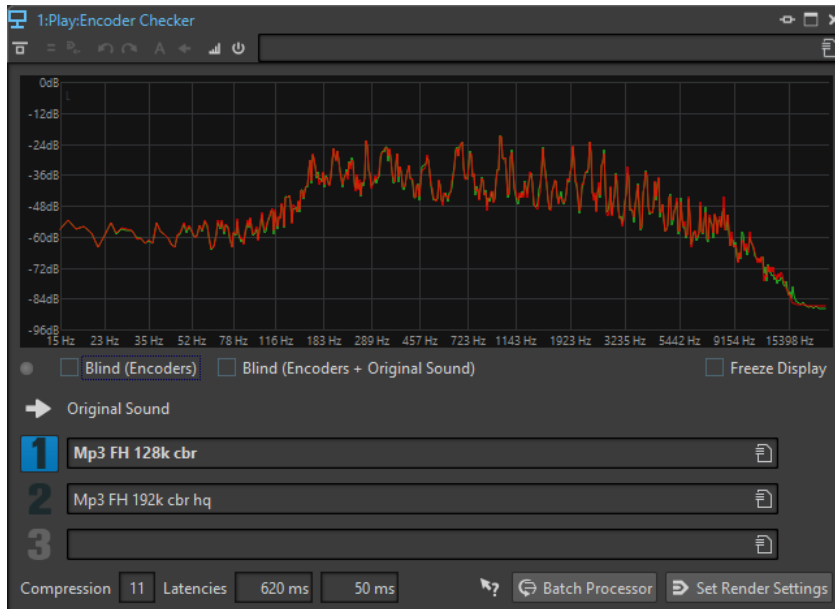 1:Play:Encoder Checker
A
L
0dB
-12dB
-24dB
-36dB
-48dB
-60dB
-72dB
-84dB
-96dB
15 Hz 23 Hz 35 Hz 52 Hz 78 Hz 116 Hz 183 Hz 289 Hz 457 Hz 723 Hz 1143 Hz 1923 Hz 3235 Hz 5442 Hz 9154 Hz 15398 Hz
Blind (Encoders) Blind (Encoders + Original Sound) Freeze Display
Original Sound
1 Mp3 FH 128k cbr
2 Mp3 FH 192k cbr hq
3
Compression 11 Latencies 620 ms 50 ms ? Batch Processor Set Render Settings